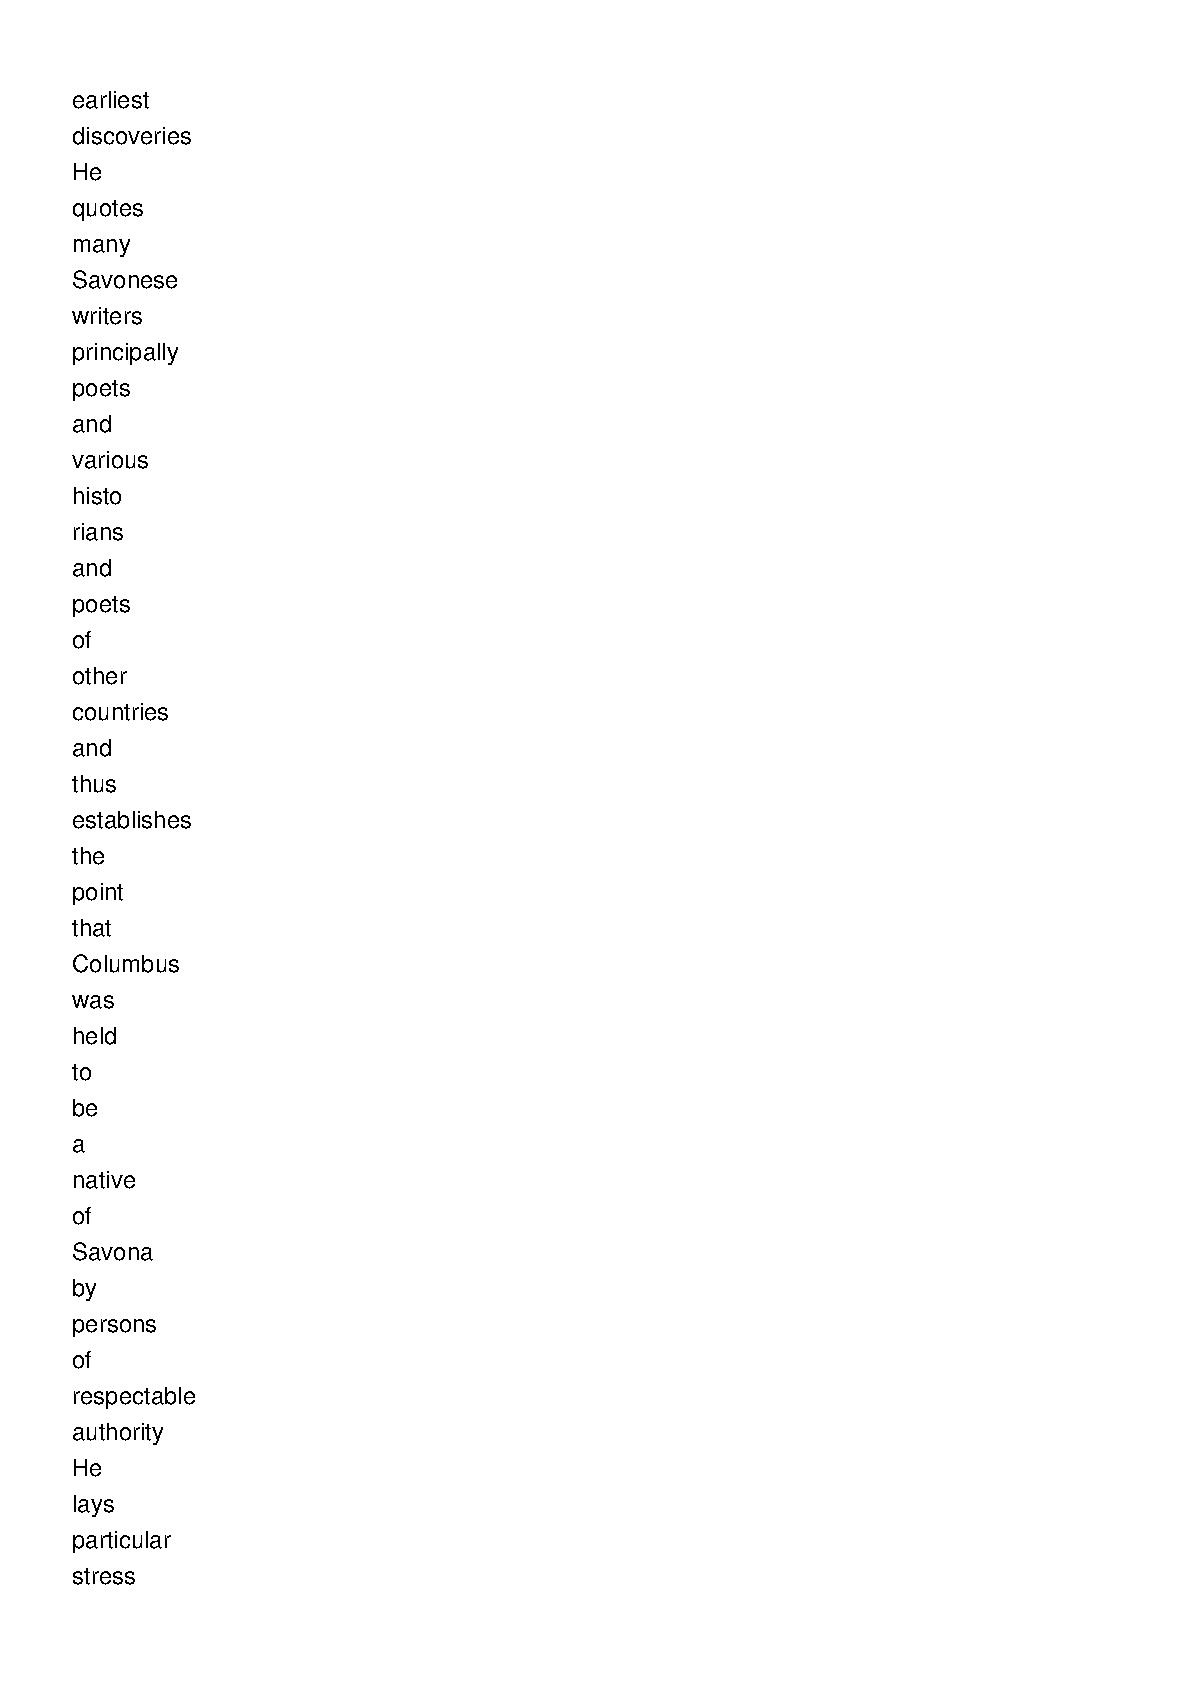 earliest
discoveries
He
quotes
many
Savonese
writers
principally
poets
and
various
histo
rians
and
poets
of
other
countries
and
thus
establishes
the
point
that
Columbus
was
held
to
be
a
native
of
Savona
by
persons
of
respectable
authority
He
lays
particular
stress